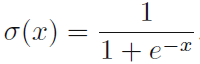 σ(x) = 1 / (1 + e^{-x})